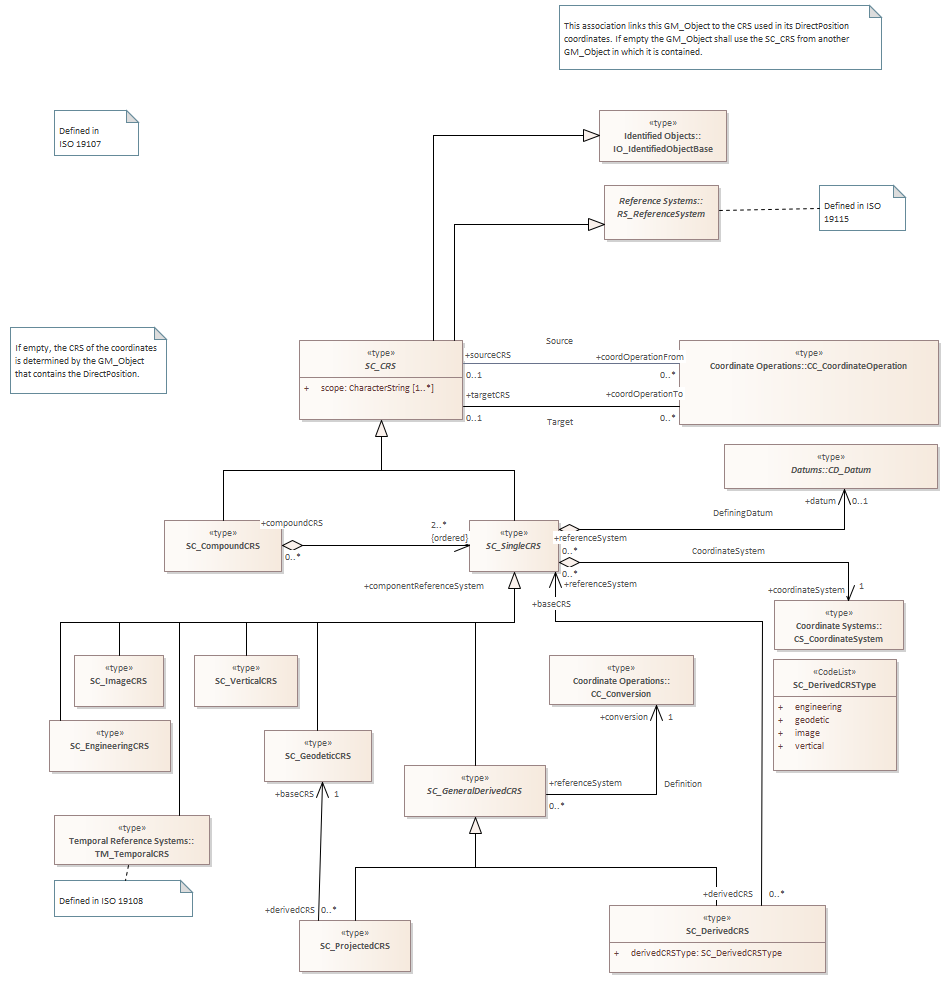 This association links this GM_Object to the CRS used in its DirectPosition
coordinates. If empty the GM_Object shall use the SC_CRS from another
GM_Object in which it is contained.
Defined in
ISO 19107
«type»
Identified Objects::
IO_IdentifiedObjectBase
Reference Systems::
RS_ReferenceSystem
Defined in ISO
19115
If empty, the CRS of the coordinates
is determined by the GM_Object
that contains the DirectPosition.
«type»
SC_CRS
+ scope: CharacterString [1..*]
Source
+sourceCRS
+coordOperationFrom
0..1
0..*
+targetCRS
+coordOperationTo
0..1
0..*
Target
«type»
Coordinate Operations::CC_CoordinateOperation
«type»
Datums::CD_Datum
+datum
0..1
DefiningDatum
«type»
SC_CompoundCRS
+compoundCRS
0..*
2..*
{ordered}
+componentReferenceSystem
«type»
SC_SingleCRS
+referenceSystem
0..*
CoordinateSystem
0..*
+referenceSystem
+baseCRS
+coordinateSystem
1
«type»
Coordinate Systems::
CS_CoordinateSystem
«type»
SC_ImageCRS
«type»
SC_VerticalCRS
«type»
Coordinate Operations::
CC_Conversion
«CodeList»
SC_DerivedCRSType
+ engineering
+ geodetic
+ image
+ vertical
«type»
SC_EngineeringCRS
«type»
SC_GeodeticCRS
+conversion
1
+baseCRS
1
«type»
SC_GeneralDerivedCRS
+referenceSystem
0..*
Definition
«type»
Temporal Reference Systems::
TM_TemporalCRS
Defined in ISO 19108
+derivedCRS
0..*
+derivedCRS
0..*
«type»
SC_ProjectedCRS
«type»
SC_DerivedCRS
+ derivedCRSType: SC_DerivedCRSType